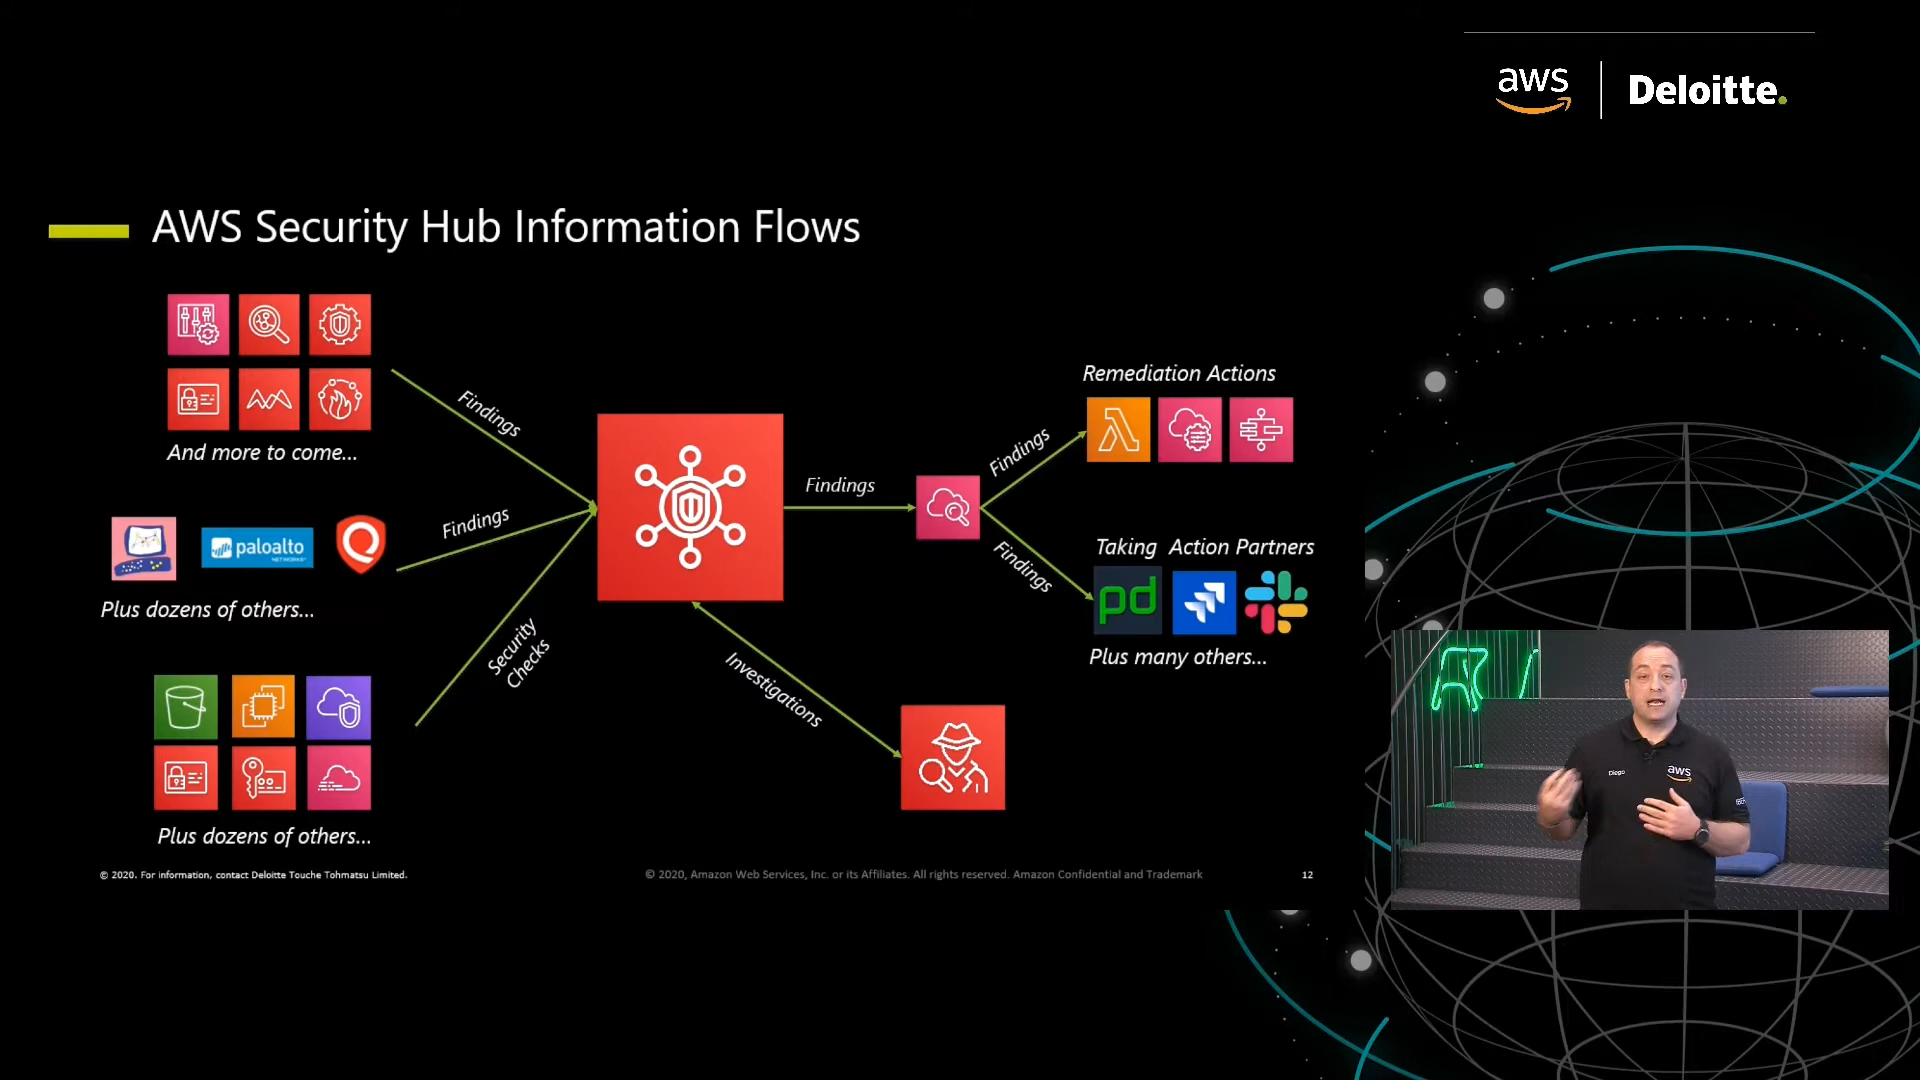 aws
Deloitte.
AWS Security Hub Information Flows
And more to come...
Findings
paloalto
NETWORKS
Findings
Plus dozens of others...
Security
Checks
Plus dozens of others...
Findings
Findings
Findings
Investigations
Remediation Actions
Taking Action Partners
pd
Plus many others...
Diego
aws
© 2020. For information, contact Deloitte Touche Tohmatsu Limited.
© 2020, Amazon Web Services, Inc. or its Affiliates. All rights reserved. Amazon Confidential and Trademark
12